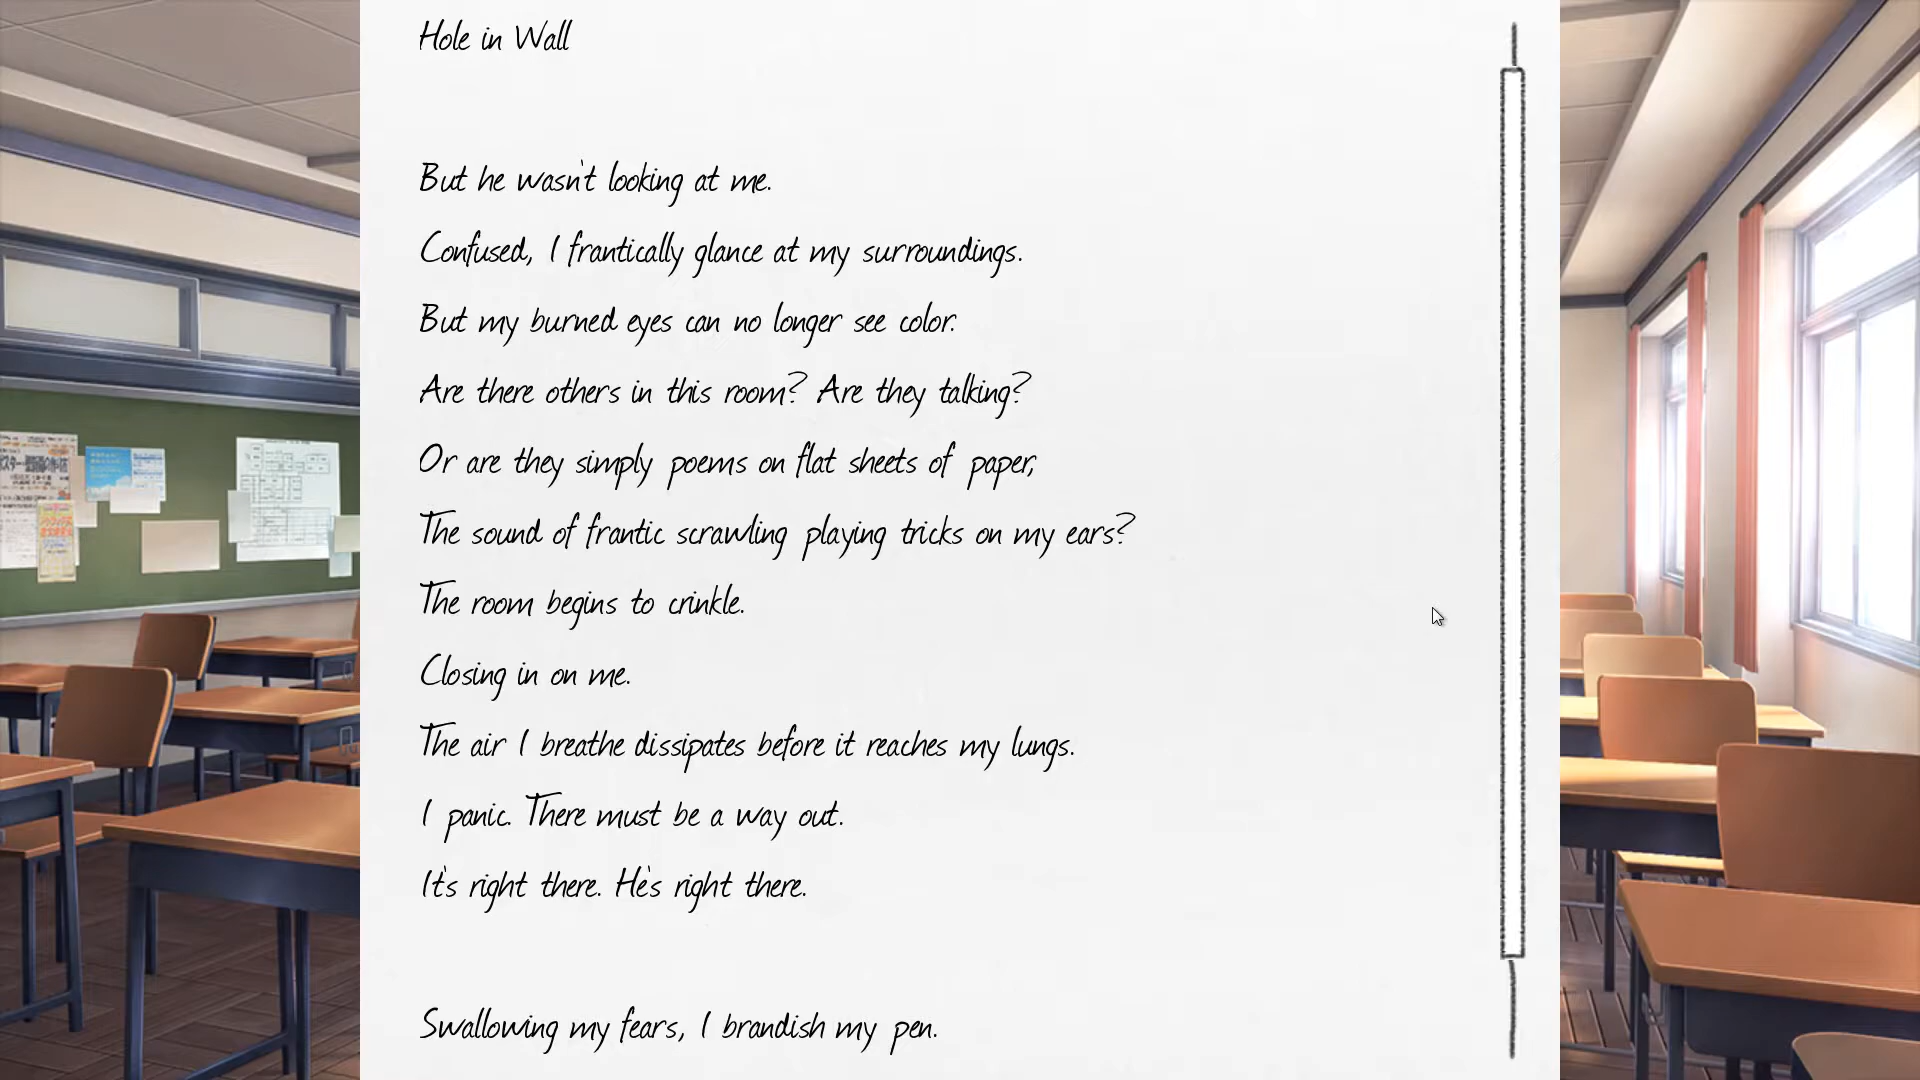 Hole in Wall
But he wasn't looking at me.
Confused, I frantically glance at my surroundings.
But my burned eyes can no longer see color.
Are there others in this room? Are they talking?
Or are they simply poems on flat sheets of paper,
The sound of frantic scrawling playing tricks on my ears?
The room begins to crinkle.
Closing in on me.
The air I breathe dissipates before it reaches my lungs.
I panic. There must be a way out.
It's right there. He's right there.
Swallowing my fears, I brandish my pen.